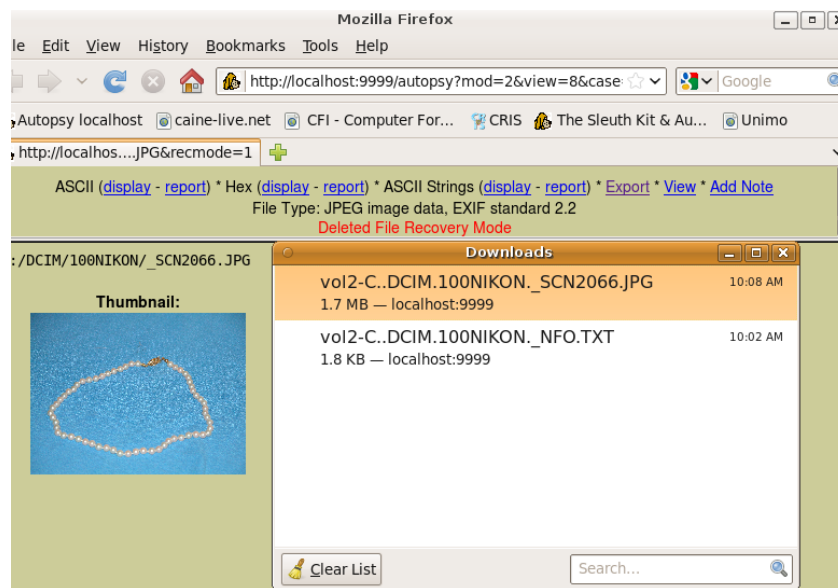 Mozilla Firefox
le Edit View History Bookmarks Tools Help
http://localhost:9999/autopsy?mod=2&view=8&case
Google
Autopsy localhost caine-live.net CFI - Computer For... CRIS The Sleuth Kit & Au... Unimo
http://localhos....JPG&recmode=1
ASCII (display - report) * Hex (display - report) * ASCII Strings (display - report) * Export * View * Add Note
File Type: JPEG image data, EXIF standard 2.2
Deleted File Recovery Mode
:/DCIM/100NIKON/_SCN2066.JPG
Thumbnail:
Downloads
vol2-C..DCIM.100NIKON._SCN2066.JPG 10:08 AM
1.7 MB — localhost:9999
vol2-C..DCIM.100NIKON._NFO.TXT 10:02 AM
1.8 KB — localhost:9999
Clear List
Search...